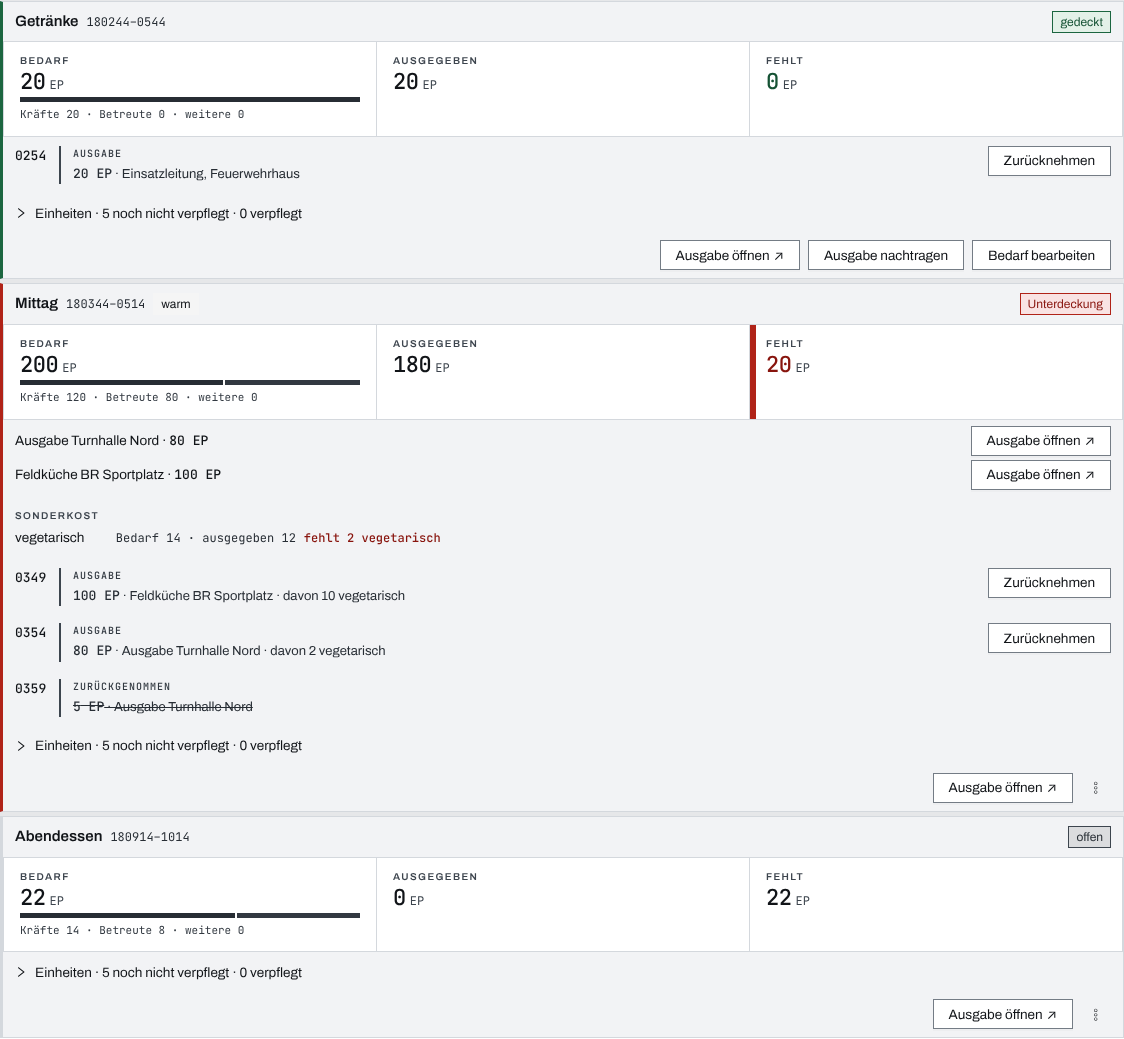 Getränke 180244–0544 gedeckt
BEDARF AUSGEGEBEN FEHLT
20 EP 20 EP 0 EP
Kräfte 20 · Betreute 0 · weitere 0
0254 AUSGABE Zurücknehmen
20 EP · Einsatzleitung, Feuerwehrhaus
Einheiten · 5 noch nicht verpflegt · 0 verpflegt
Ausgabe öffnen ↗ Ausgabe nachtragen Bedarf bearbeiten
Mittag 180344–0514 warm Unterdeckung
BEDARF AUSGEGEBEN FEHLT
200 EP 180 EP 20 EP
Kräfte 120 · Betreute 80 · weitere 0
Ausgabe Turnhalle Nord · 80 EP Ausgabe öffnen ↗
Feldküche BR Sportplatz · 100 EP Ausgabe öffnen ↗
SONDERKOST
vegetarisch Bedarf 14 · ausgegeben 12 fehlt 2 vegetarisch
0349 AUSGABE Zurücknehmen
100 EP · Feldküche BR Sportplatz · davon 10 vegetarisch
0354 AUSGABE Zurücknehmen
80 EP · Ausgabe Turnhalle Nord · davon 2 vegetarisch
0359 ZURÜCKGENOMMEN
5 EP · Ausgabe Turnhalle Nord
Einheiten · 5 noch nicht verpflegt · 0 verpflegt
Ausgabe öffnen ↗
Abendessen 180914–1014 offen
BEDARF AUSGEGEBEN FEHLT
22 EP 0 EP 22 EP
Kräfte 14 · Betreute 8 · weitere 0
Einheiten · 5 noch nicht verpflegt · 0 verpflegt
Ausgabe öffnen ↗